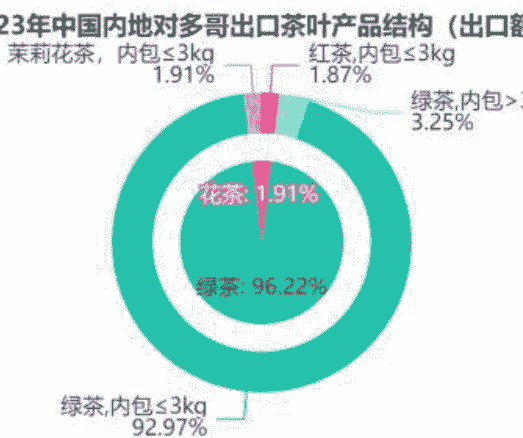 23年中国内地对多哥出口茶叶产品结构（出口额
茉莉花茶，内包≤3kg
1.91%
红茶,内包≤3kg
1.87%
绿茶,内包>3
3.25%
花茶: 1.91%
绿茶: 96.22%
绿茶,内包≤3kg
92.97%